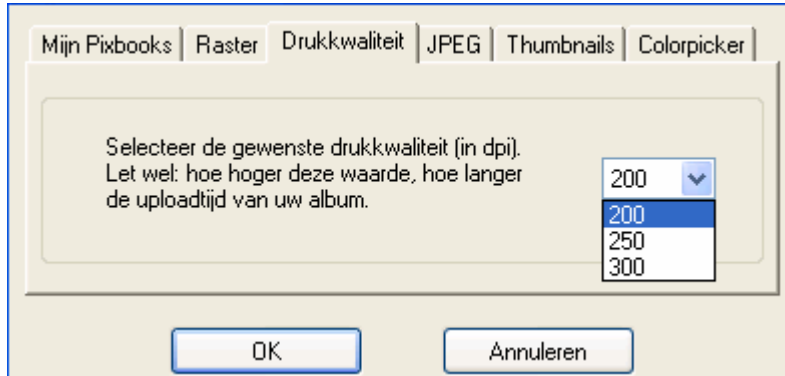 Mijn Pixbooks Raster Drukkwaliteit JPEG Thumbnails Colorpicker
Selecteer de gewenste drukkwaliteit (in dpi).
Let wel: hoe hoger deze waarde, hoe langer
de uploadtijd van uw album.
200
200
250
300
OK Annuleren